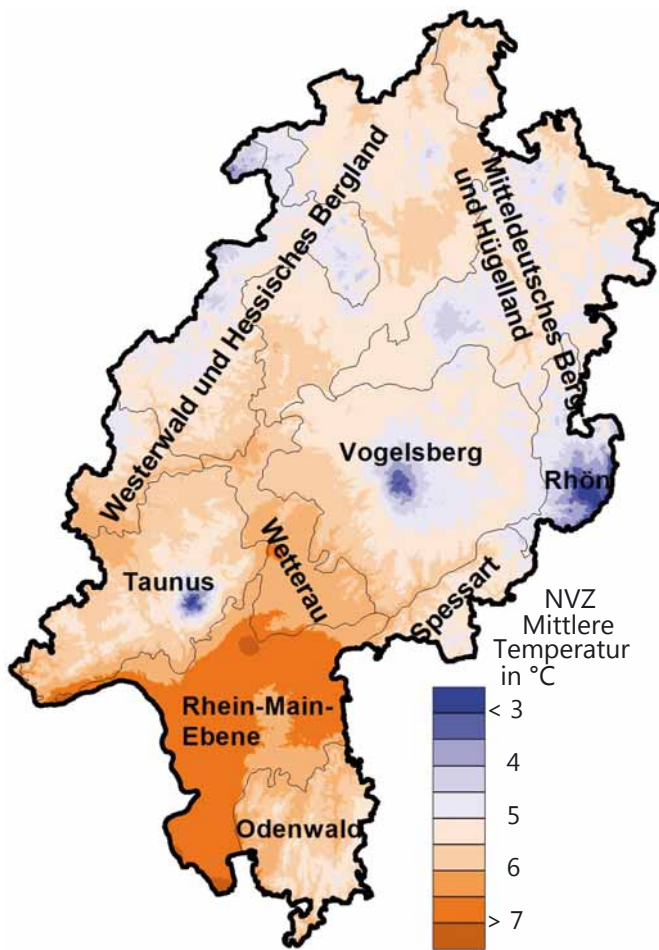 Westerwald und Hessisches Bergland
Mitteldeutsches Berg
und Hügelland
Vogelsberg
Rhön
Wetterau
Taunus
Spessart
Rhein-Main-
Ebene
Odenwald
NVZ
Mittlere
Temperatur
in °C
< 3
4
5
6
> 7